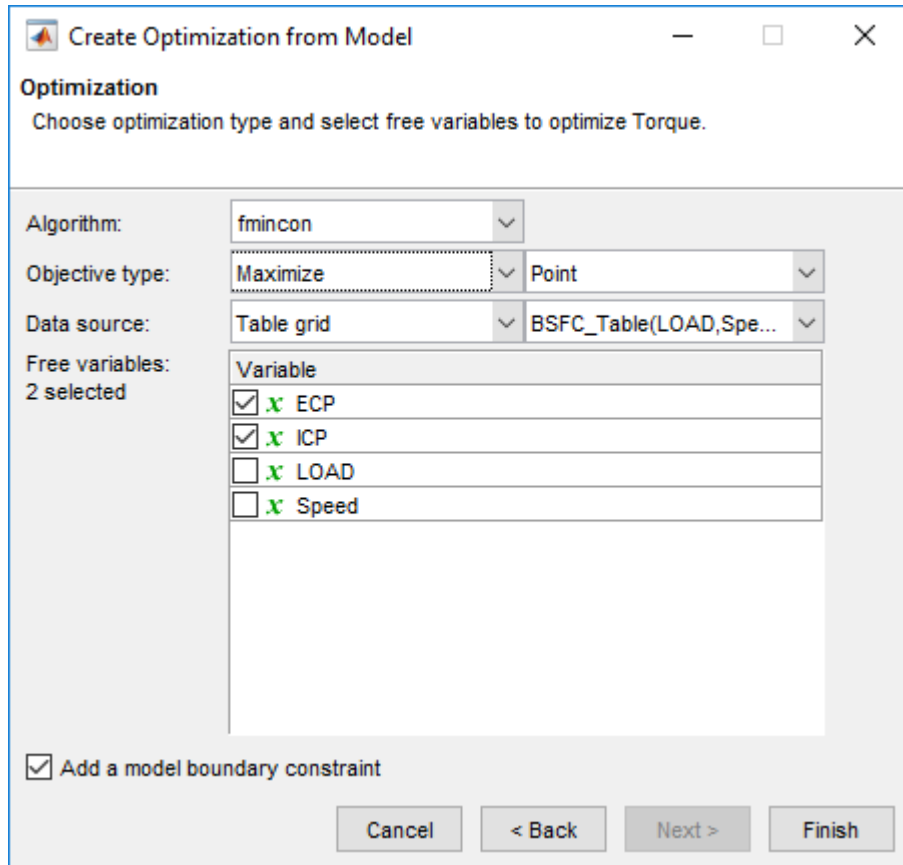 Create Optimization from Model
Optimization
Choose optimization type and select free variables to optimize Torque.
Algorithm: fmincon
Objective type: Maximize Point
Data source: Table grid BSFC_Table(LOAD,Spe...
Free variables:
2 selected
Variable
x ECP
x ICP
x LOAD
x Speed
Add a model boundary constraint
Cancel < Back Next > Finish